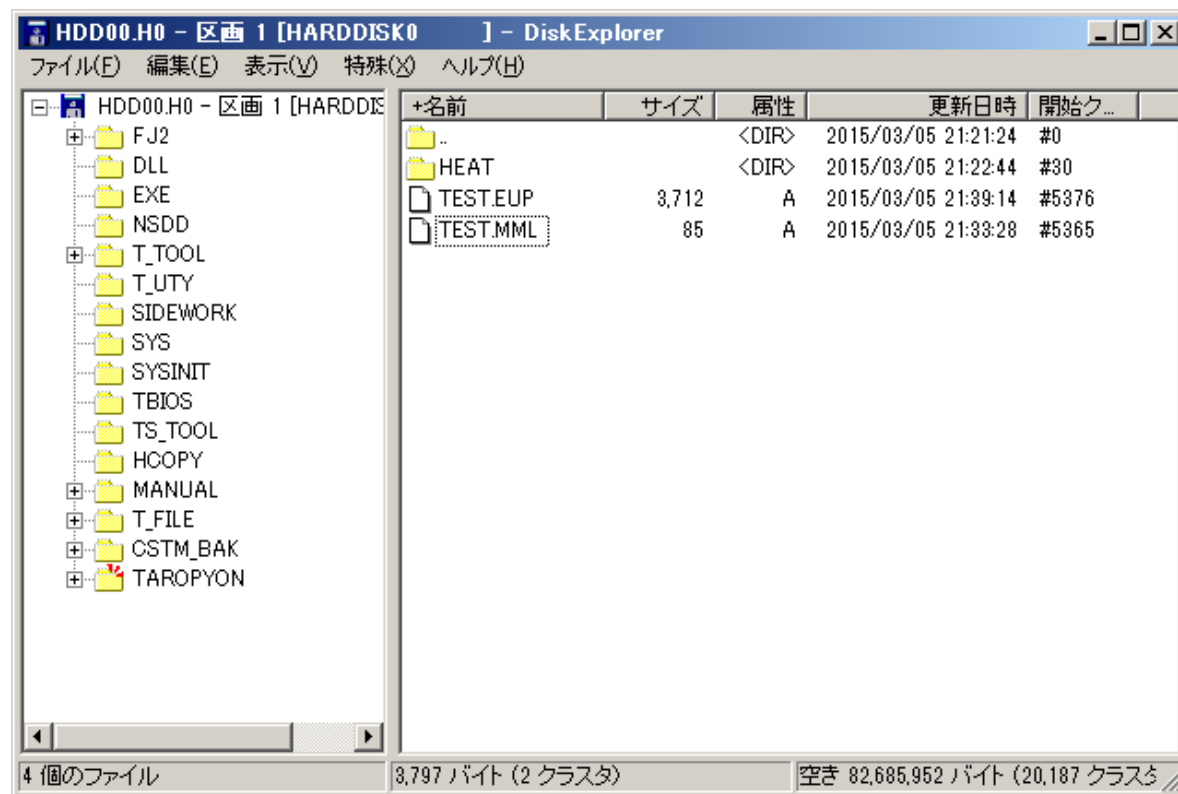 HDD00.H0 - 区画 1 [HARDDISK0 ] - DiskExplorer
ファイル(F) 編集(E) 表示(V) 特殊(X) ヘルプ(H)
HDD00.H0 - 区画 1 [HARDDIS
FJ2
DLL
EXE
NSDD
T_TOOL
T_UTY
SIDEWORK
SYS
SYSINIT
TBIOS
TS_TOOL
HCOPY
MANUAL
T_FILE
CSTM_BAK
TAROPYON
+名前 サイズ 属性 更新日時 開始ク...
.. <DIR> 2015/03/05 21:21:24 #0
HEAT <DIR> 2015/03/05 21:22:44 #30
TEST.EUP 3,712 A 2015/03/05 21:39:14 #5376
TEST.MML 85 A 2015/03/05 21:33:28 #5365
4 個のファイル 3,797 バイト (2 クラスタ) 空き 82,685,952 バイト (20,187 クラスタ